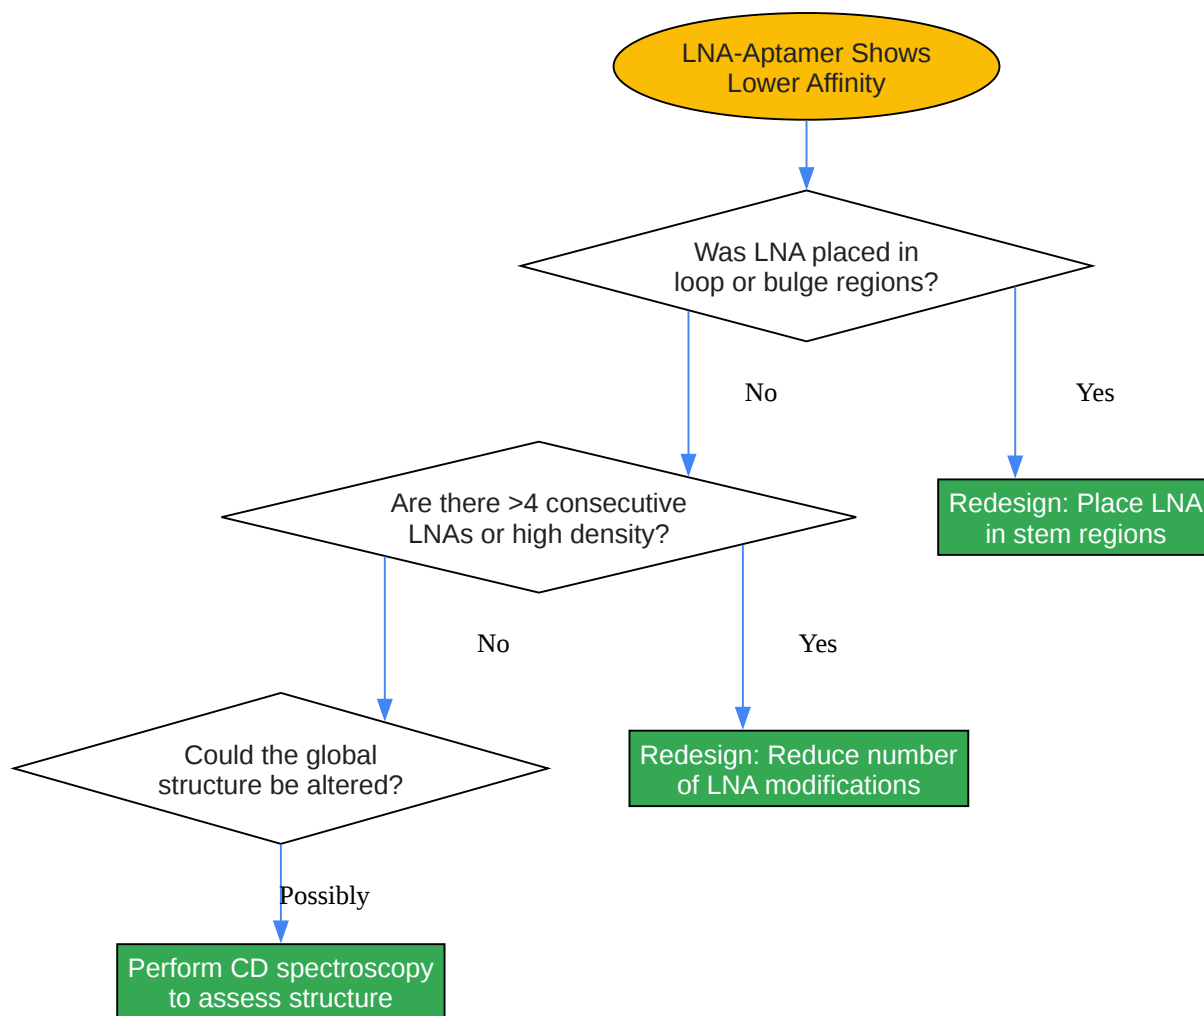 LNA-Aptamer Shows
Lower Affinity
Was LNA placed in
loop or bulge regions?
No
Yes
Are there >4 consecutive
LNAs or high density?
Redesign: Place LNA
in stem regions
No
Yes
Could the global
structure be altered?
Redesign: Reduce number
of LNA modifications
Possibly
Perform CD spectroscopy
to assess structure